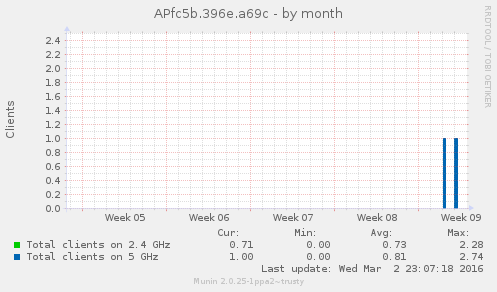 APfc5b.396e.a69c - by month
RRDTOOL / TOBI OETIKER
Clients
2.4
2.2
2.0
1.8
1.6
1.4
1.2
1.0
0.8
0.6
0.4
0.2
0.0
Week 05 Week 06 Week 07 Week 08 Week 09
Cur: Min: Avg: Max:
Total clients on 2.4 GHz 0.71 0.00 0.73 2.28
Total clients on 5 GHz 1.00 0.00 0.81 2.74
Last update: Wed Mar 2 23:07:18 2016
Munin 2.0.25-1ppa2~trusty